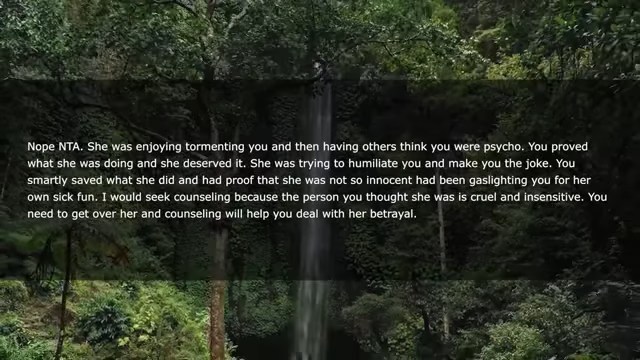 Nope NTA. She was enjoying tormenting you and then having others think you were psycho. You proved
what she was doing and she deserved it. She was trying to humiliate you and make you the joke. You
smartly saved what she did and had proof that she was not so innocent had been gaslighting you for her
own sick fun. I would seek counseling because the person you thought she was is cruel and insensitive. You
need to get over her and counseling will help you deal with her betrayal.